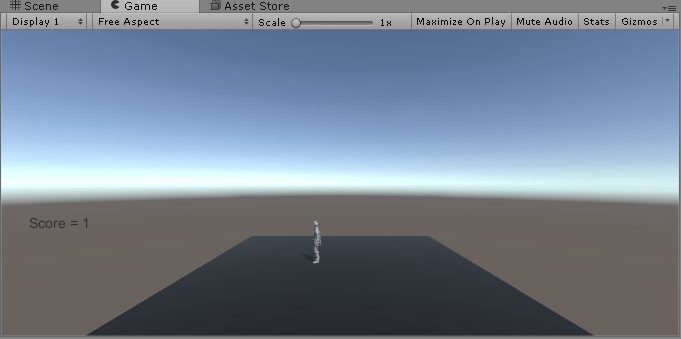 Scene Game Asset Store
Display 1 Free Aspect Scale 1x Maximize On Play Mute Audio Stats Gizmos
Score = 1